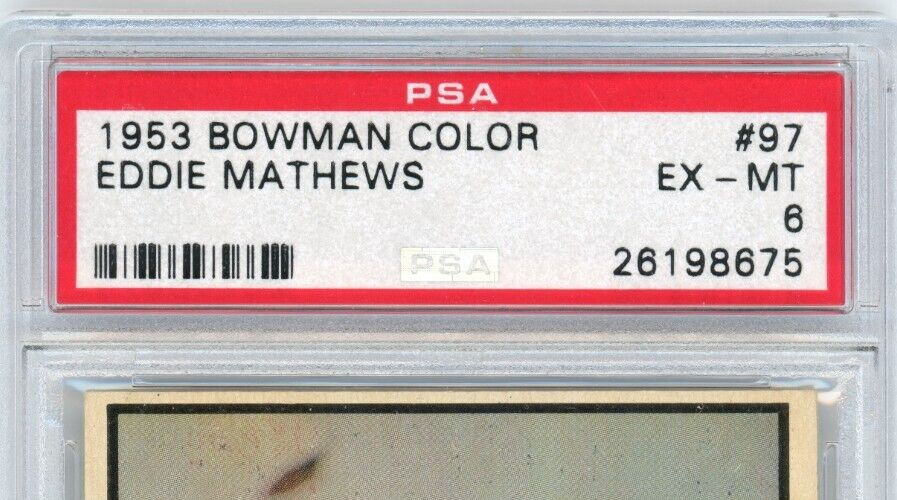 PSA
1953 BOWMAN COLOR #97
EDDIE MATHEWS EX - MT
6
PSA 26198675